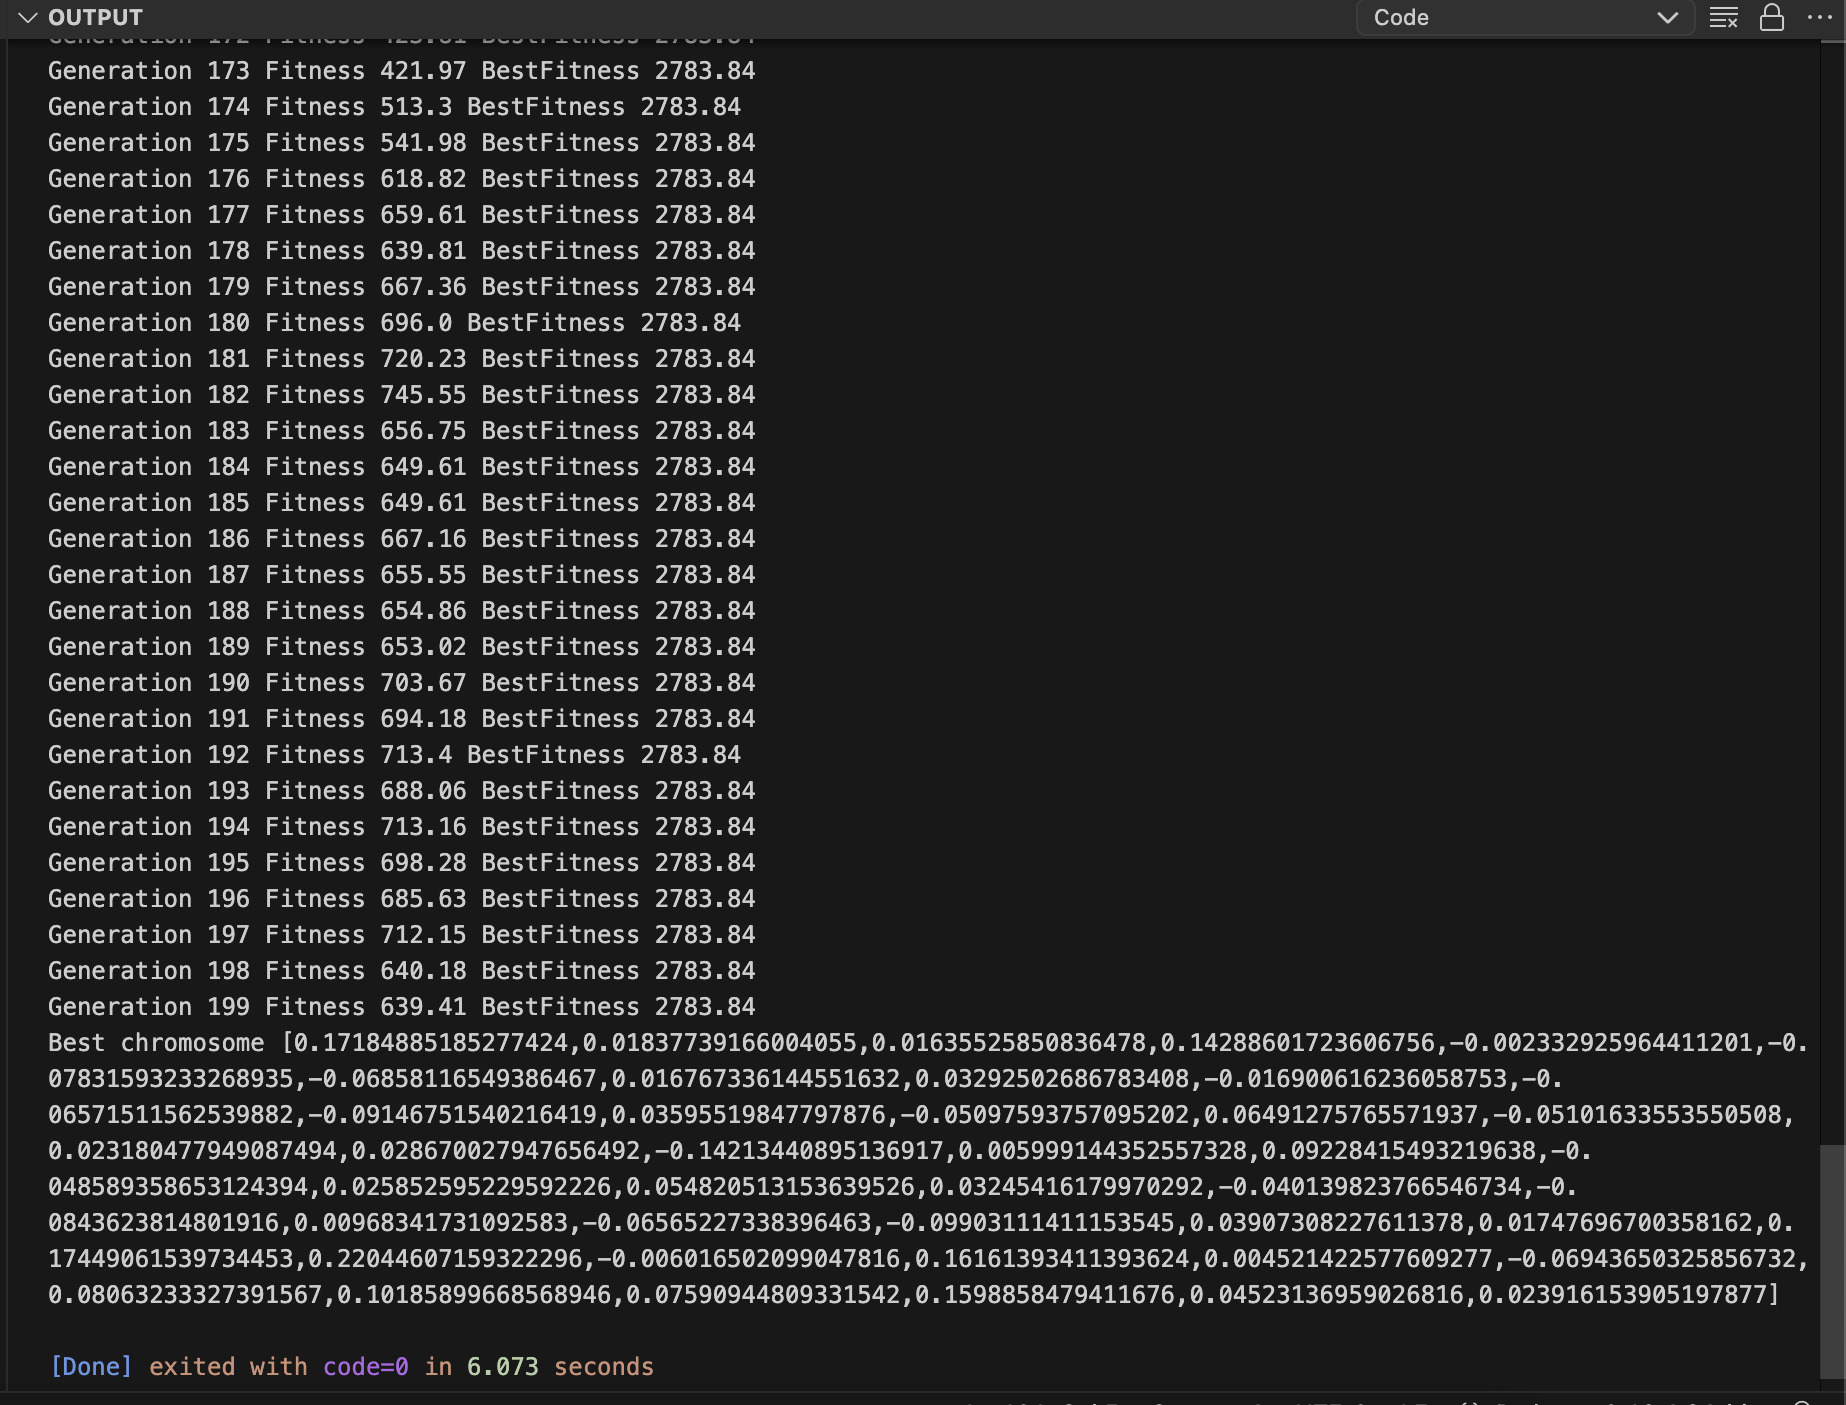 OUTPUT
Code
Generation 172 Fitness 423.61 BestFitness 2783.84
Generation 173 Fitness 421.97 BestFitness 2783.84
Generation 174 Fitness 513.3 BestFitness 2783.84
Generation 175 Fitness 541.98 BestFitness 2783.84
Generation 176 Fitness 618.82 BestFitness 2783.84
Generation 177 Fitness 659.61 BestFitness 2783.84
Generation 178 Fitness 639.81 BestFitness 2783.84
Generation 179 Fitness 667.36 BestFitness 2783.84
Generation 180 Fitness 696.0 BestFitness 2783.84
Generation 181 Fitness 720.23 BestFitness 2783.84
Generation 182 Fitness 745.55 BestFitness 2783.84
Generation 183 Fitness 656.75 BestFitness 2783.84
Generation 184 Fitness 649.61 BestFitness 2783.84
Generation 185 Fitness 649.61 BestFitness 2783.84
Generation 186 Fitness 667.16 BestFitness 2783.84
Generation 187 Fitness 655.55 BestFitness 2783.84
Generation 188 Fitness 654.86 BestFitness 2783.84
Generation 189 Fitness 653.02 BestFitness 2783.84
Generation 190 Fitness 703.67 BestFitness 2783.84
Generation 191 Fitness 694.18 BestFitness 2783.84
Generation 192 Fitness 713.4 BestFitness 2783.84
Generation 193 Fitness 688.06 BestFitness 2783.84
Generation 194 Fitness 713.16 BestFitness 2783.84
Generation 195 Fitness 698.28 BestFitness 2783.84
Generation 196 Fitness 685.63 BestFitness 2783.84
Generation 197 Fitness 712.15 BestFitness 2783.84
Generation 198 Fitness 640.18 BestFitness 2783.84
Generation 199 Fitness 639.41 BestFitness 2783.84
Best chromosome [0.17184885185277424,0.01837739166004055,0.01635525850836478,0.14288601723606756,-0.002332925964411201,-0.
07831593233268935,-0.06858116549386467,0.016767336144551632,0.03292502686783408,-0.016900616236058753,-0.
06571511562539882,-0.09146751540216419,0.03595519847797876,-0.05097593757095202,0.06491275765571937,-0.05101633553550508,
0.023180477949087494,0.028670027947656492,-0.14213440895136917,0.005999144352557328,0.09228415493219638,-0.
048589358653124394,0.025852595229592226,0.054820513153639526,0.03245416179970292,-0.040139823766546734,-0.
0843623814801916,0.00968341731092583,-0.06565227338396463,-0.09903111411153545,0.03907308227611378,0.01747696700358162,0.
17449061539734453,0.22044607159322296,-0.006016502099047816,0.16161393411393624,0.004521422577609277,-0.06943650325856732,
0.08063233327391567,0.10185899668568946,0.07590944809331542,0.1598858479411676,0.04523136959026816,0.023916153905197877]
[Done] exited with code=0 in 6.073 seconds